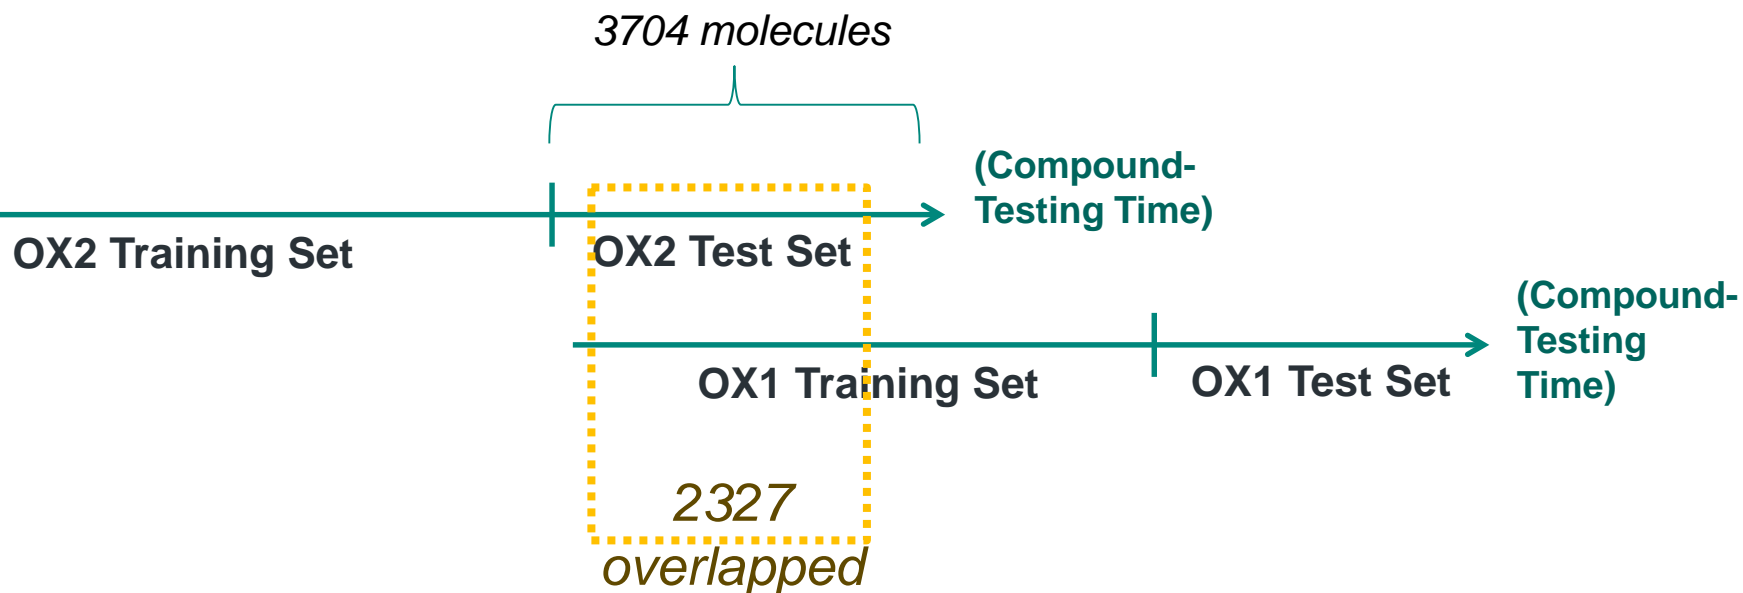 3704 molecules
(Compound-
Testing Time)
OX2 Training Set
OX2 Test Set
(Compound-
Testing
Time)
OX1 Training Set
OX1 Test Set
2327
overlapped